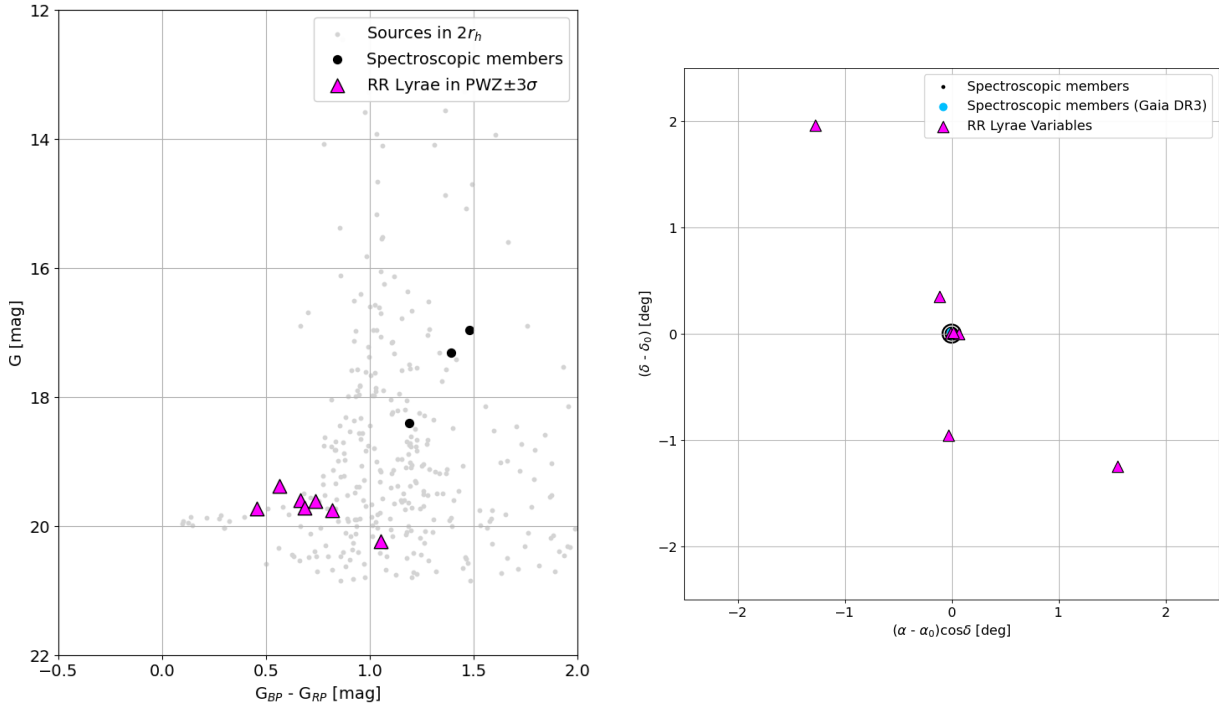 12
14
16
18
20
22
G [mag]
−0.5 0.0 0.5 1.0 1.5 2.0
G_BP - G_RP [mag]
Sources in 2r_h
Spectroscopic members
RR Lyrae in PWZ±3σ
2
1
0
−1
−2
(δ - δ₀) [deg]
−2 −1 0 1 2
(α - α₀)cosδ [deg]
Spectroscopic members
Spectroscopic members (Gaia DR3)
RR Lyrae Variables